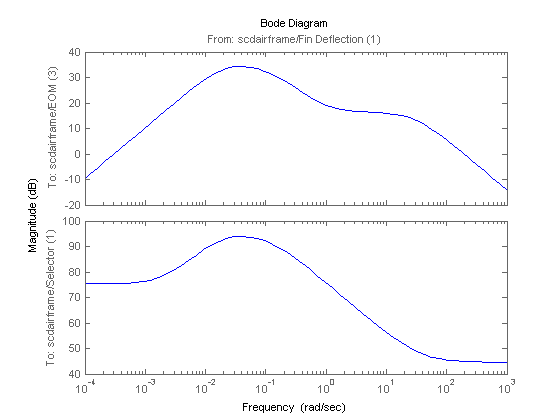 Bode Diagram
From: scdairframe/Fin Deflection (1)
To: scdairframe/EOM (3)
40
30
20
10
0
-10
-20
Magnitude (dB)
To: scdairframe/Selector (1)
100
90
80
70
60
50
40
10^-4 10^-3 10^-2 10^-1 10^0 10^1 10^2 10^3
Frequency (rad/sec)